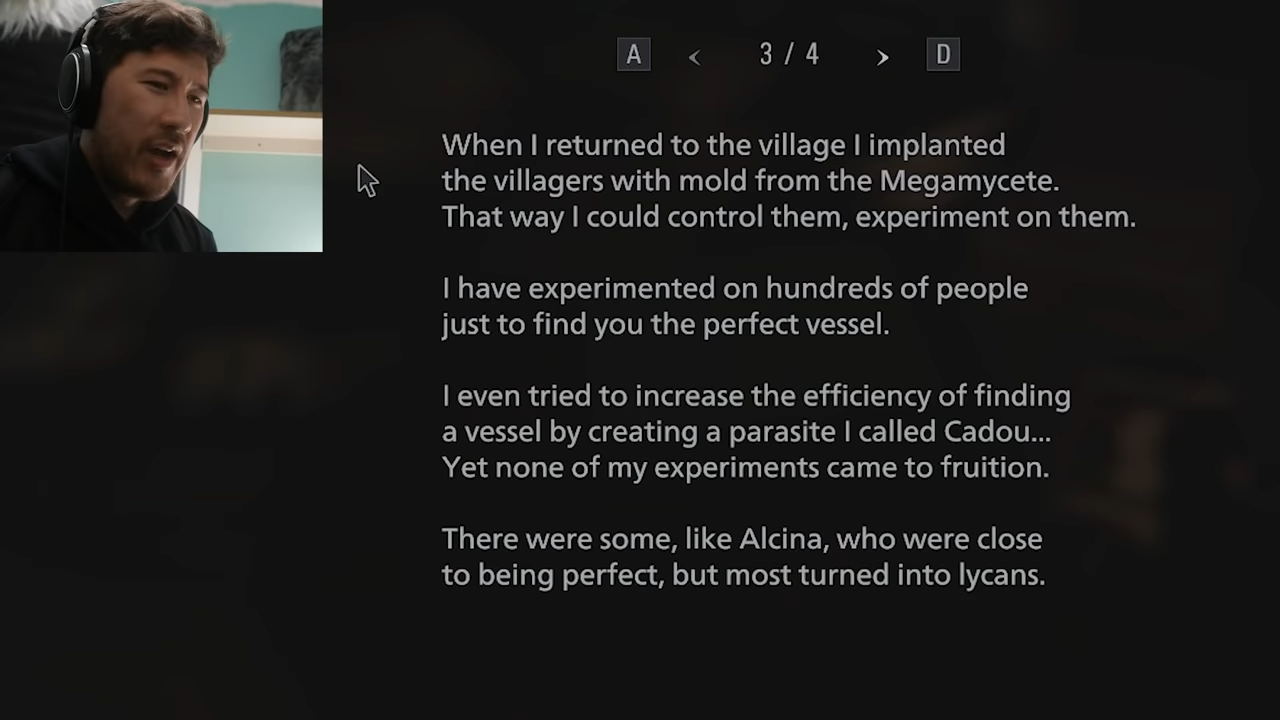 A < 3 / 4 > D
When I returned to the village I implanted
the villagers with mold from the Megamycete.
That way I could control them, experiment on them.
I have experimented on hundreds of people
just to find you the perfect vessel.
I even tried to increase the efficiency of finding
a vessel by creating a parasite I called Cadou...
Yet none of my experiments came to fruition.
There were some, like Alcina, who were close
to being perfect, but most turned into lycans.